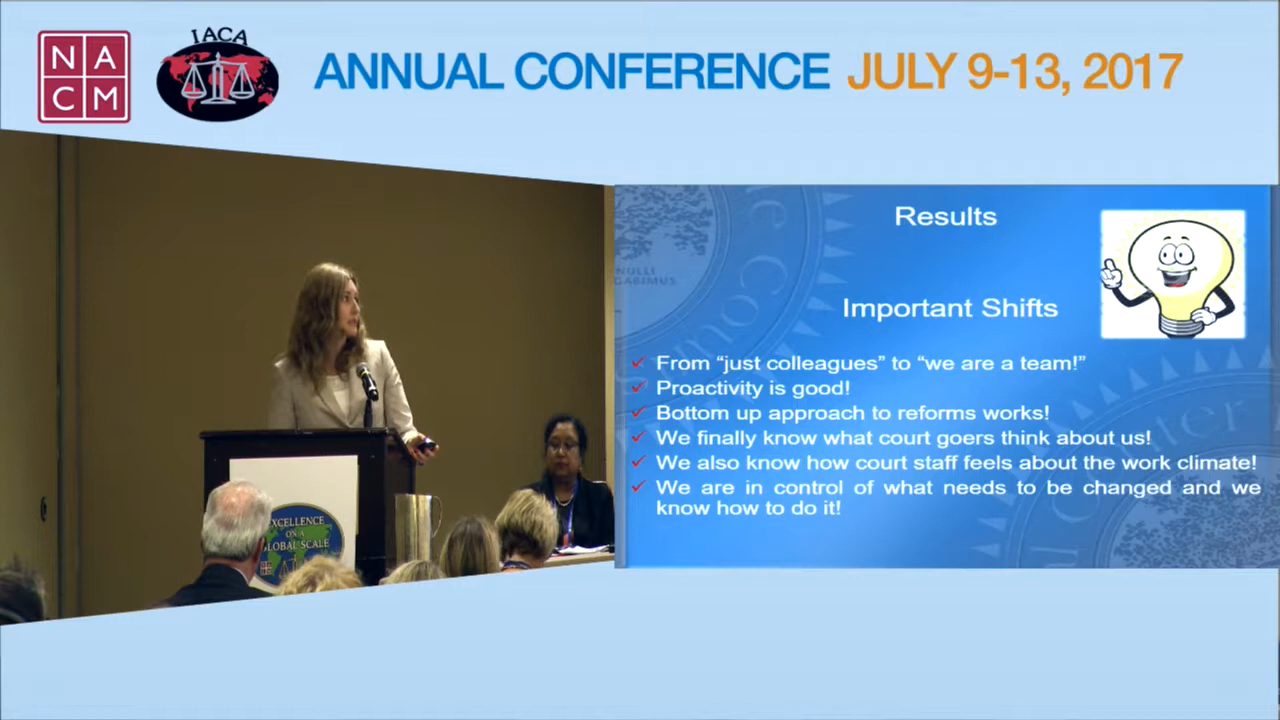 NA
CM
IACA
ANNUAL CONFERENCE JULY 9-13, 2017
EXCELLENCE
ON A
GLOBAL SCALE
NULLI
Results
Important Shifts
From “just colleagues” to “we are a team!”
Proactivity is good!
Bottom up approach to reforms works!
We finally know what court goers think about us!
We also know how court staff feels about the work climate!
We are in control of what needs to be changed and we
know how to do it!